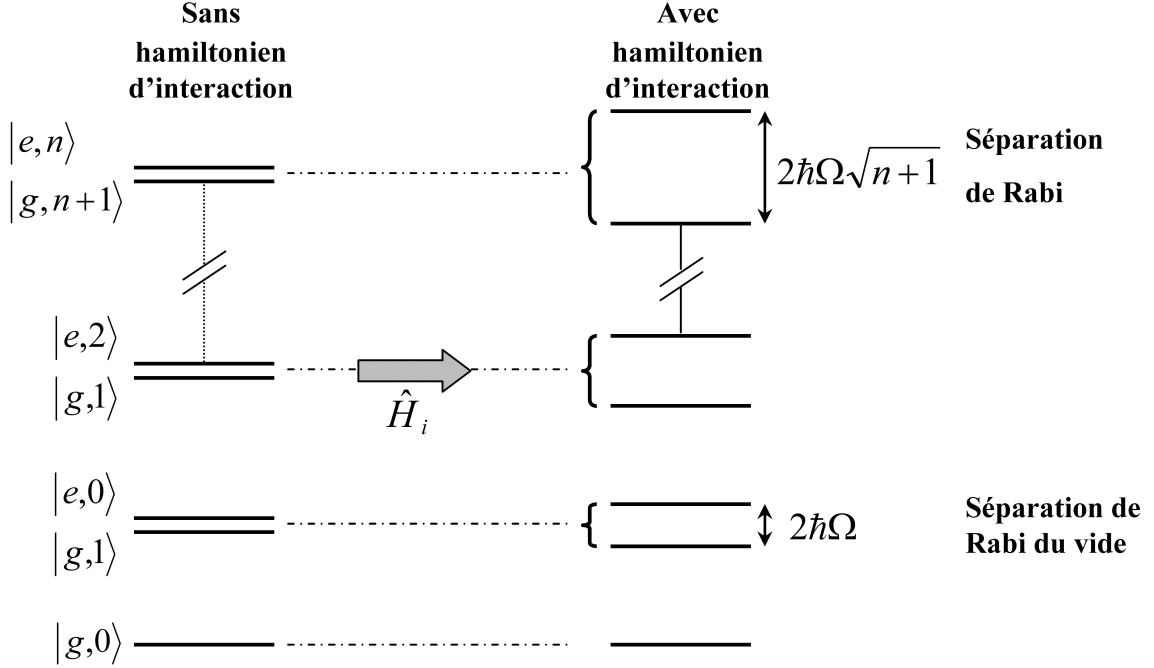 Sans
hamiltonien
d’interaction
Avec
hamiltonien
d’interaction
|e,n⟩
|g,n+1⟩
2ħΩ√n+1
Séparation
de Rabi
|e,2⟩
|g,1⟩
Ĥi
|e,0⟩
|g,1⟩
2ħΩ
Séparation de
Rabi du vide
|g,0⟩